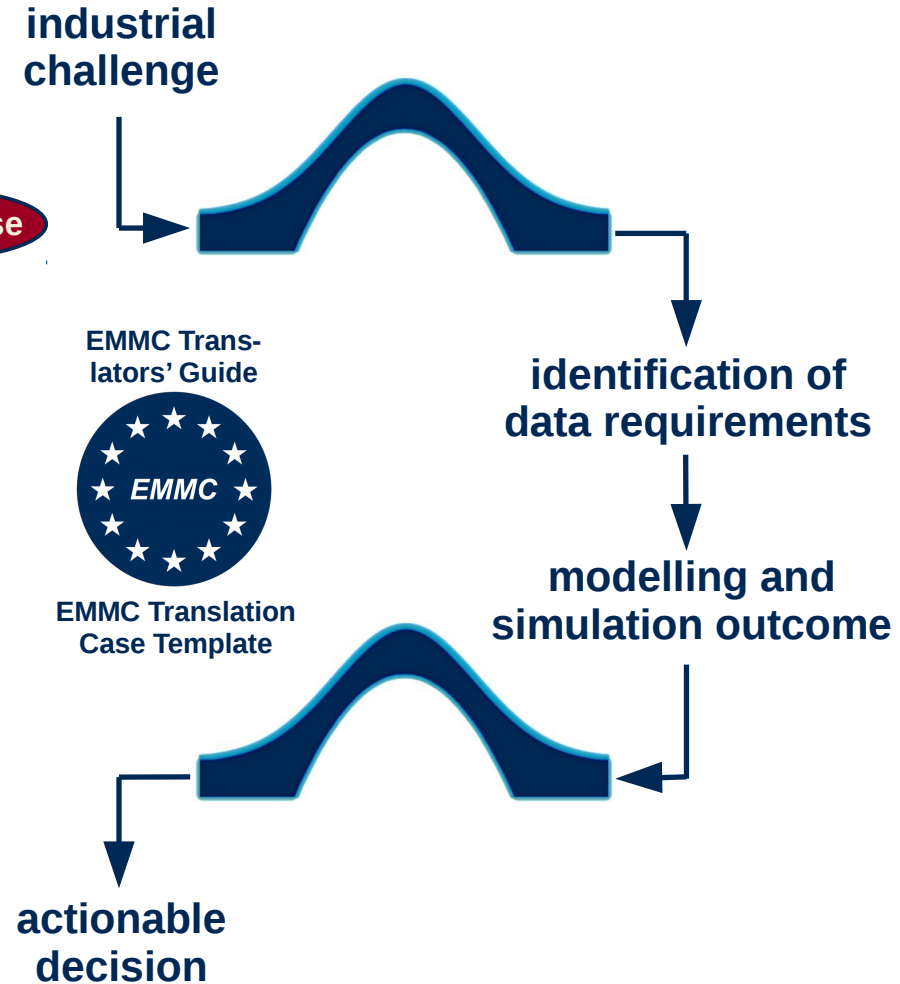 industrial
challenge
se
EMMC Trans-
lators’ Guide
identification of
data requirements
EMMC
modelling and
simulation outcome
EMMC Translation
Case Template
actionable
decision